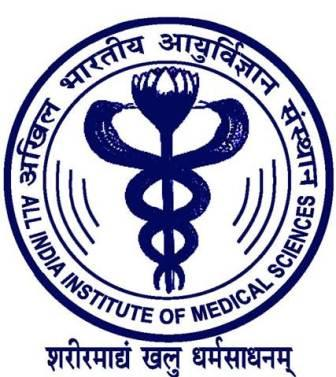 अखिल भारतीय आयुर्विज्ञान संस्थान
ALL INDIA INSTITUTE OF MEDICAL SCIENCES
शरीरमाद्यं खलु धर्मसाधनम्